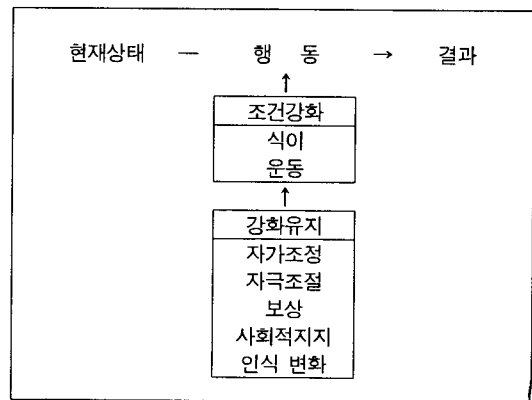 현재상태 — 행 동 → 결과
↑
조건강화
식이
운동
↑
강화유지
자가조정
자극조절
보상
사회적지지
인식 변화